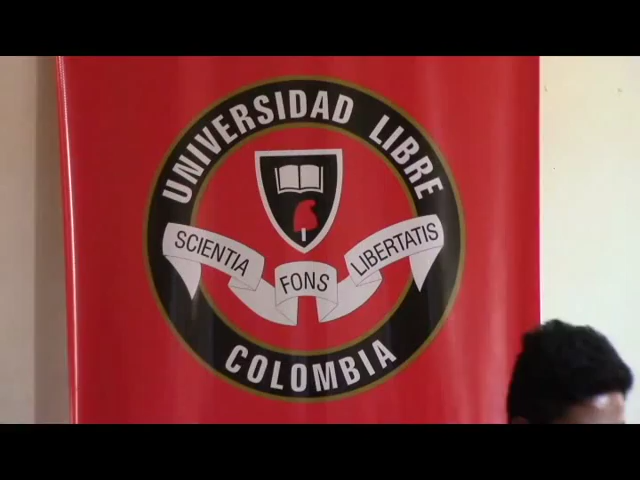 UNIVERSIDAD LIBRE
SCIENTIA
FONS
LIBERTATIS
COLOMBIA